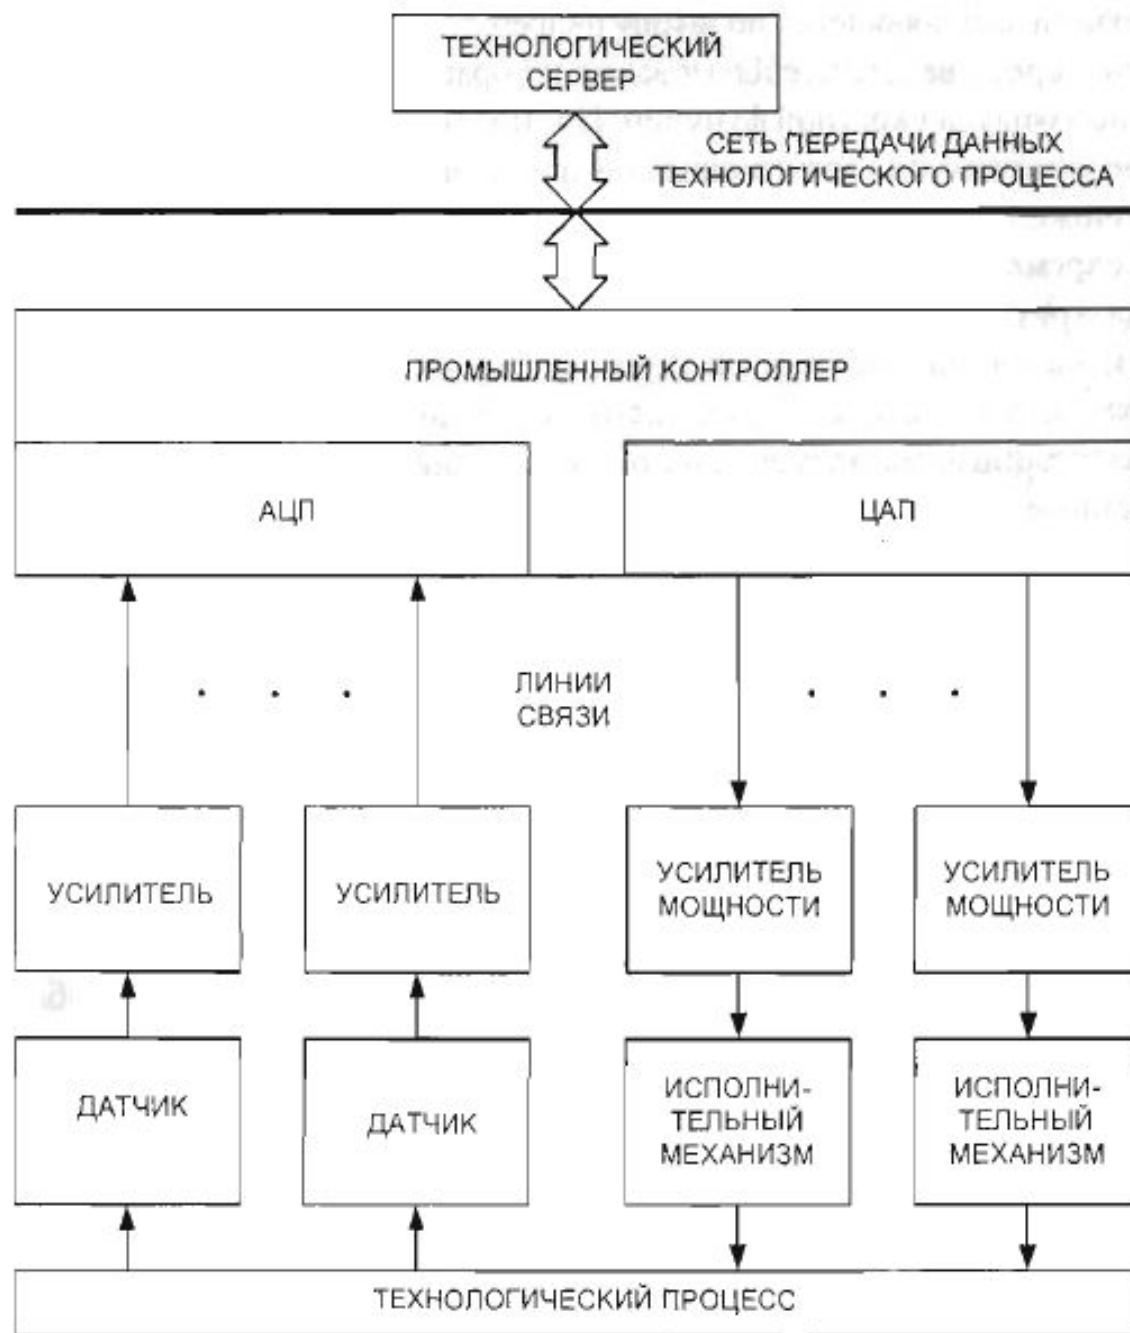 ТЕХНОЛОГИЧЕСКИЙ
СЕРВЕР
СЕТЬ ПЕРЕДАЧИ ДАННЫХ
ТЕХНОЛОГИЧЕСКОГО ПРОЦЕССА
ПРОМЫШЛЕННЫЙ КОНТРОЛЛЕР
АЦП
ЦАП
ЛИНИИ
СВЯЗИ
УСИЛИТЕЛЬ
УСИЛИТЕЛЬ
УСИЛИТЕЛЬ
МОЩНОСТИ
УСИЛИТЕЛЬ
МОЩНОСТИ
ДАТЧИК
ДАТЧИК
ИСПОЛНИ-
ТЕЛЬНЫЙ
МЕХАНИЗМ
ИСПОЛНИ-
ТЕЛЬНЫЙ
МЕХАНИЗМ
ТЕХНОЛОГИЧЕСКИЙ ПРОЦЕСС